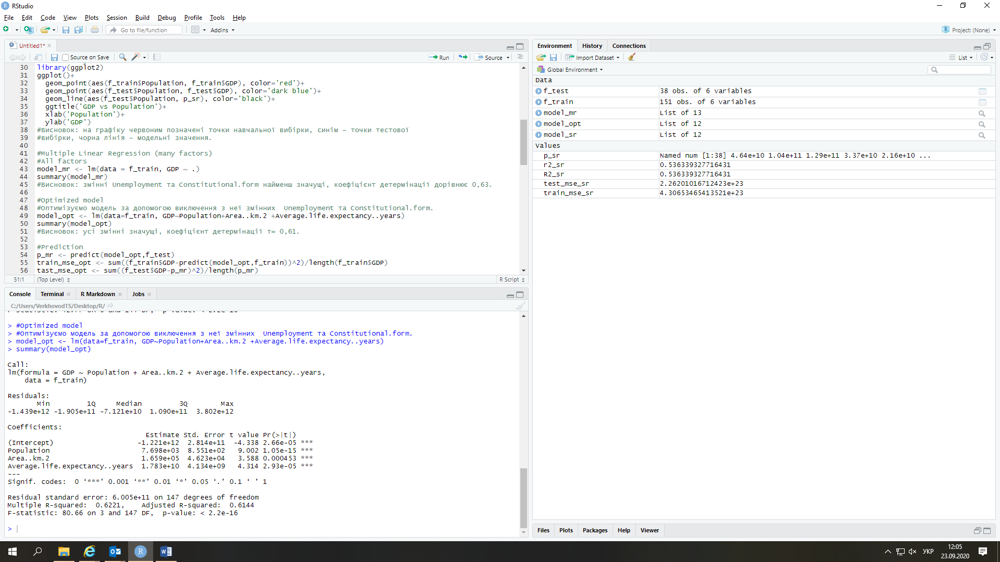 RStudio
File Edit Code View Plots Session Build Debug Profile Tools Help
Go to file/function Addins Project: (None)
Untitled1*
Source on Save Run Source
30 library(ggplot2)
31 ggplot()+
32 geom_point(aes(f_train$Population, f_train$GDP), color='red')+
33 geom_point(aes(f_test$Population, f_test$GDP), color='dark blue')+
34 geom_line(aes(f_test$Population, p_sr), color='black')+
35 ggtitle('GDP vs Population')+
36 xlab('Population')+
37 ylab('GDP')
38 #Висновок: на графіку червоним позначені точки навчальної вибірки, синім – точки тестової
39 #вибірки, чорна лінія – модельні значення.
40
41 #Multiple Linear Regression (many factors)
42 #All factors
43 model_mr <- lm(data = f_train, GDP ~ .)
44 summary(model_mr)
45 #Висновок: змінні Unemployment та Constitutional.form найменш значущі, коефіцієнт детермінації дорівнює 0,63.
46
47 #Optimized model
48 #Оптимізуємо модель за допомогою виключення з неї змінних  Unemployment та Constitutional.form.
49 model_opt <- lm(data=f_train, GDP~Population+Area..km.2 +Average.life.expectancy..years)
50 summary(model_opt)
51 #Висновок: усі змінні значущі, коефіцієнт детермінації т= 0,61.
52
53 #Prediction
54 p_mr <- predict(model_opt,f_test)
55 train_mse_opt <- sum((f_train$GDP-predict(model_opt,f_train))^2)/length(f_train$GDP)
56 tast_mse_opt <- sum((f_test$GDP-p_mr)^2)/length(p_mr)
51:1 (Top Level) R Script
Console Terminal R Markdown Jobs
C:/Users/VerkhovodTS/Desktop/R/
> #Optimized model
> #Оптимізуємо модель за допомогою виключення з неї змінних  Unemployment та Constitutional.form.
> model_opt <- lm(data=f_train, GDP~Population+Area..km.2 +Average.life.expectancy..years)
> summary(model_opt)
Call:
lm(formula = GDP ~ Population + Area..km.2 + Average.life.expectancy..years,
data = f_train)
Residuals:
Min 1Q Median 3Q Max
-1.439e+12 -1.905e+11 -7.121e+10 1.090e+11 3.802e+12
Coefficients:
Estimate Std. Error t value Pr(>|t|)
(Intercept) -1.221e+12 2.814e+11 -4.338 2.66e-05 ***
Population 7.698e+03 8.551e+02 9.002 1.05e-15 ***
Area..km.2 1.659e+05 4.623e+04 3.588 0.000453 ***
Average.life.expectancy..years 1.783e+10 4.134e+09 4.314 2.93e-05 ***
---
Signif. codes:  0 ‘***’ 0.001 ‘**’ 0.01 ‘*’ 0.05 ‘.’ 0.1 ‘ ’ 1
Residual standard error: 6.005e+11 on 147 degrees of freedom
Multiple R-squared:  0.6221,    Adjusted R-squared:  0.6144
F-statistic: 80.66 on 3 and 147 DF,  p-value: < 2.2e-16
>
Environment History Connections
Import Dataset List
Global Environment
Data
f_test 38 obs. of 6 variables
f_train 151 obs. of 6 variables
model_mr List of 13
model_opt List of 12
model_sr List of 12
Values
p_sr Named num [1:38] 4.64e+10 1.04e+11 1.29e+11 3.37e+10 2.16e+10 ...
r2_sr 0.536339327716431
R2_sr 0.536339327716431
test_mse_sr 2.26201016712423e+23
train_mse_sr 4.30653465413521e+23
Files Plots Packages Help Viewer
УКР
12:05
23.09.2020